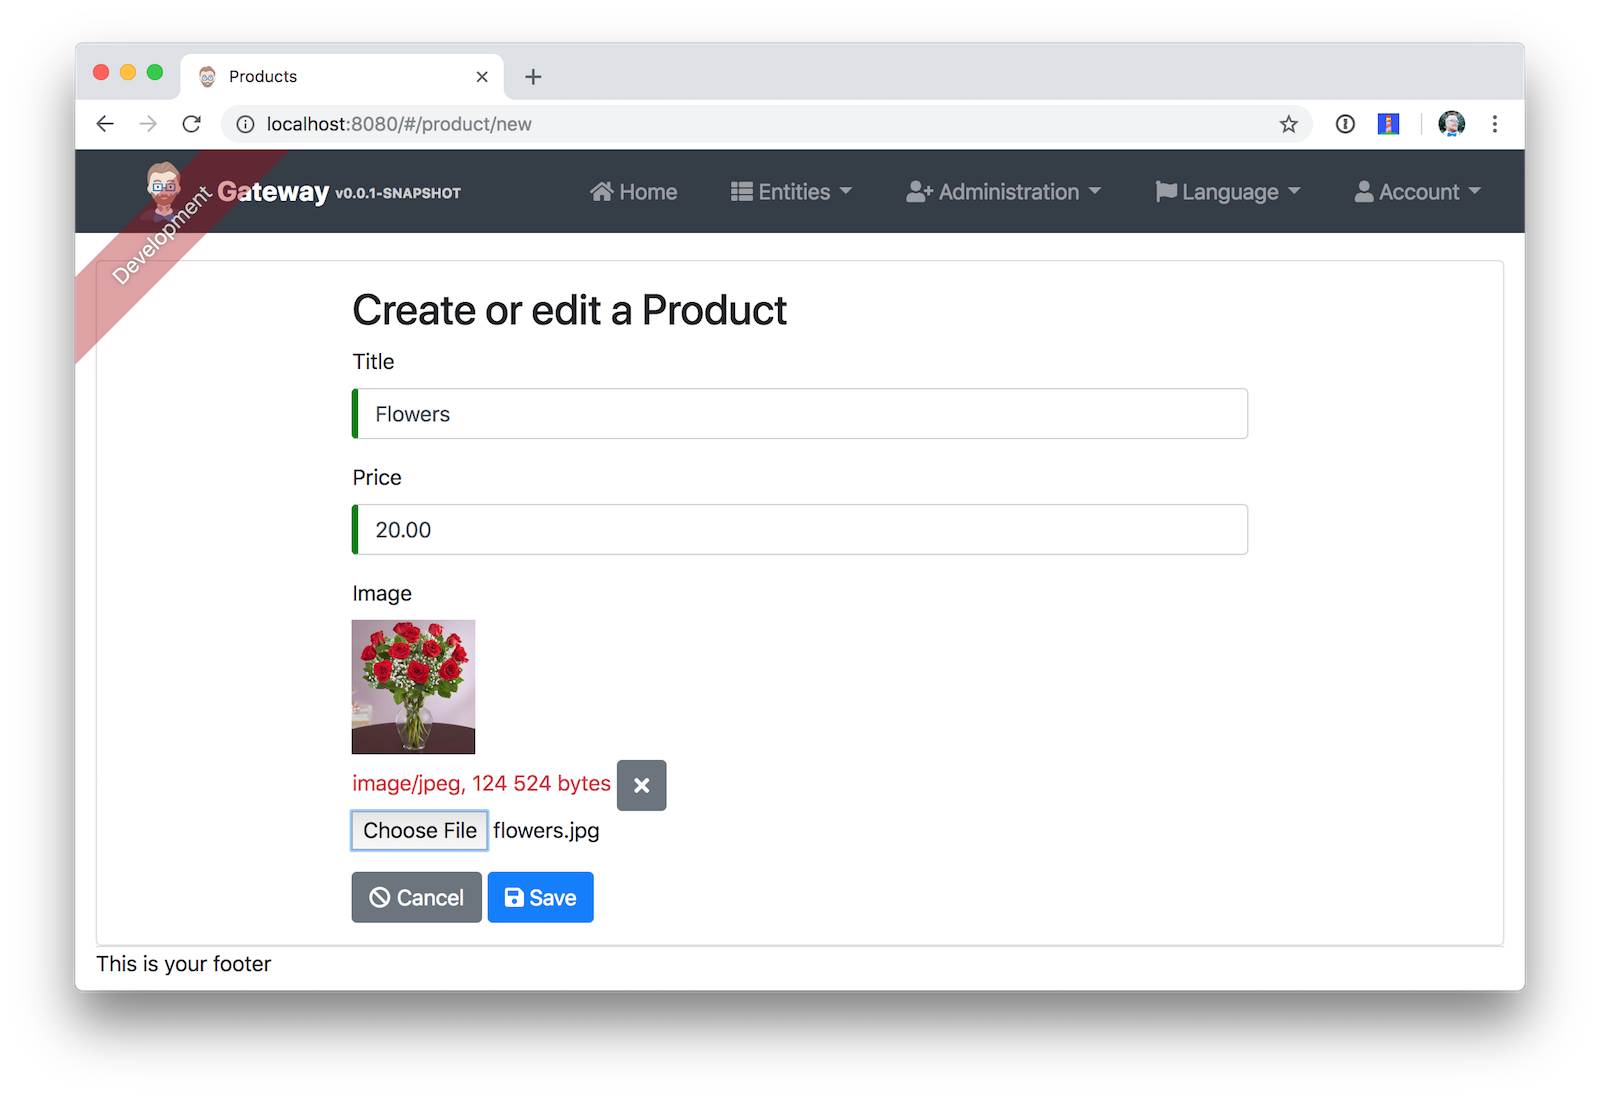 Products
localhost:8080/#/product/new
Development
Gateway v0.0.1-SNAPSHOT Home Entities Administration Language Account
Create or edit a Product
Title
Flowers
Price
20.00
Image
image/jpeg, 124 524 bytes
Choose File flowers.jpg
Cancel Save
This is your footer